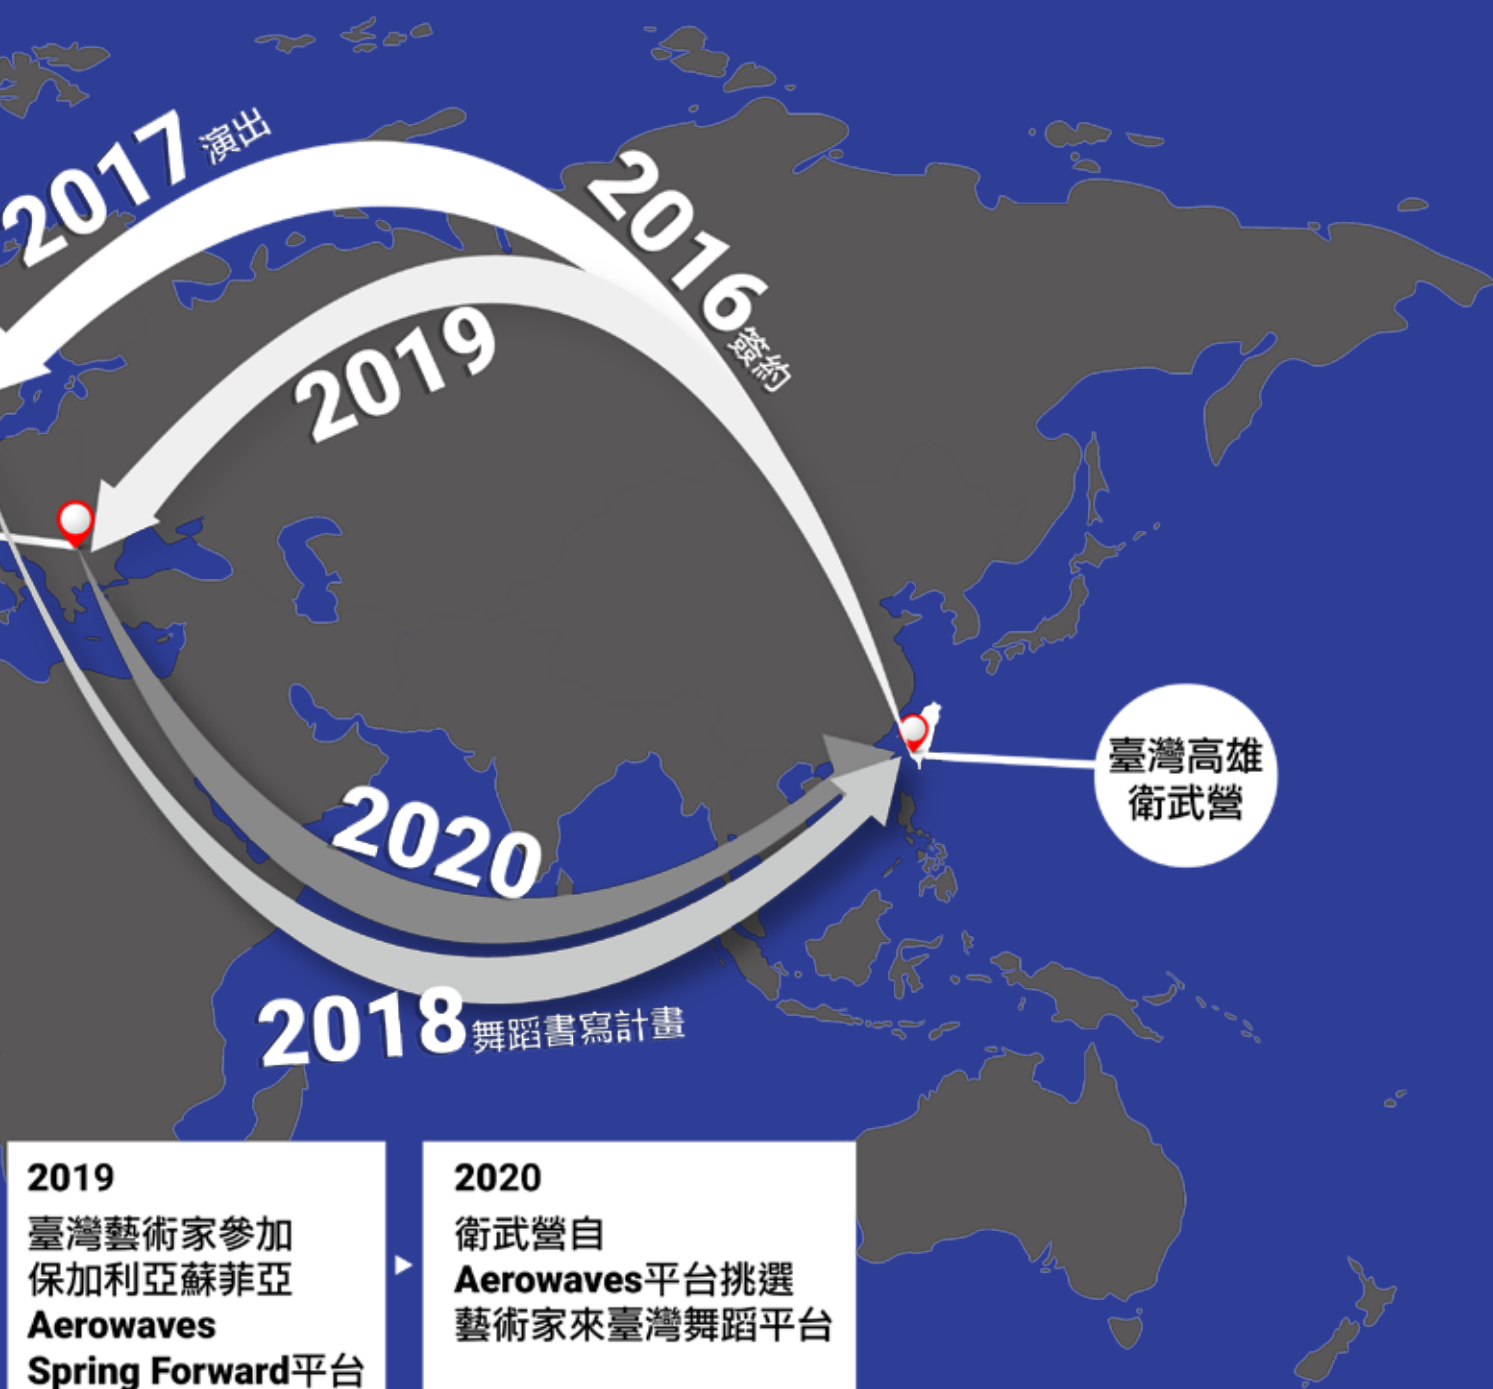 2017演出
2016簽約
2019
臺灣高雄
衛武營
2020
2018舞蹈書寫計畫
2019
臺灣藝術家參加
保加利亞蘇菲亞
Aerowaves
Spring Forward平台
2020
衛武營自
Aerowaves平台挑選
藝術家來臺灣舞蹈平台